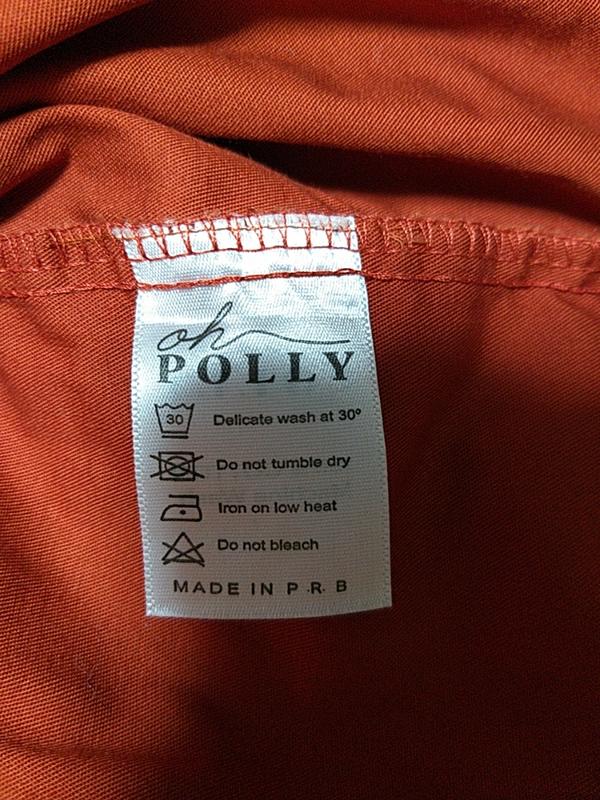 oh
POLLY
30 Delicate wash at 30°
Do not tumble dry
Iron on low heat
Do not bleach
MADE IN P.R. B